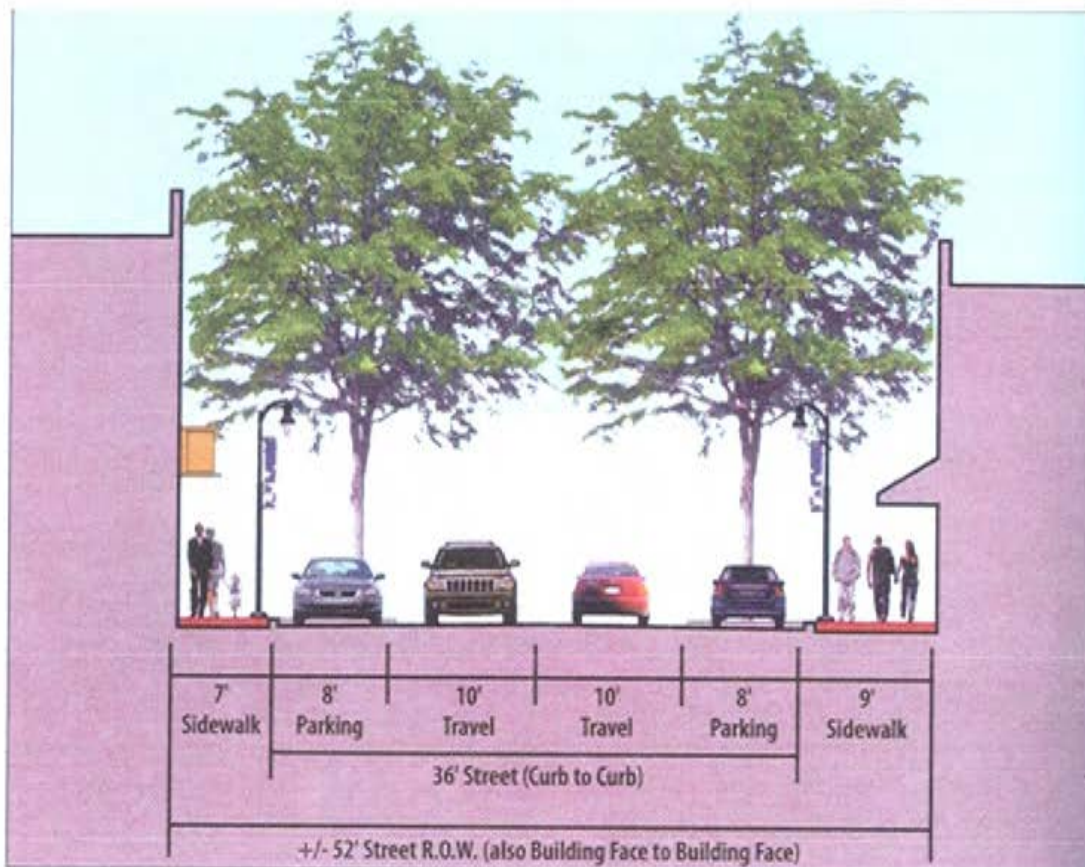 7' 8' 10' 10' 8' 9'
Sidewalk Parking Travel Travel Parking Sidewalk
36' Street (Curb to Curb)
+/- 52' Street R.O.W. (also Building Face to Building Face)